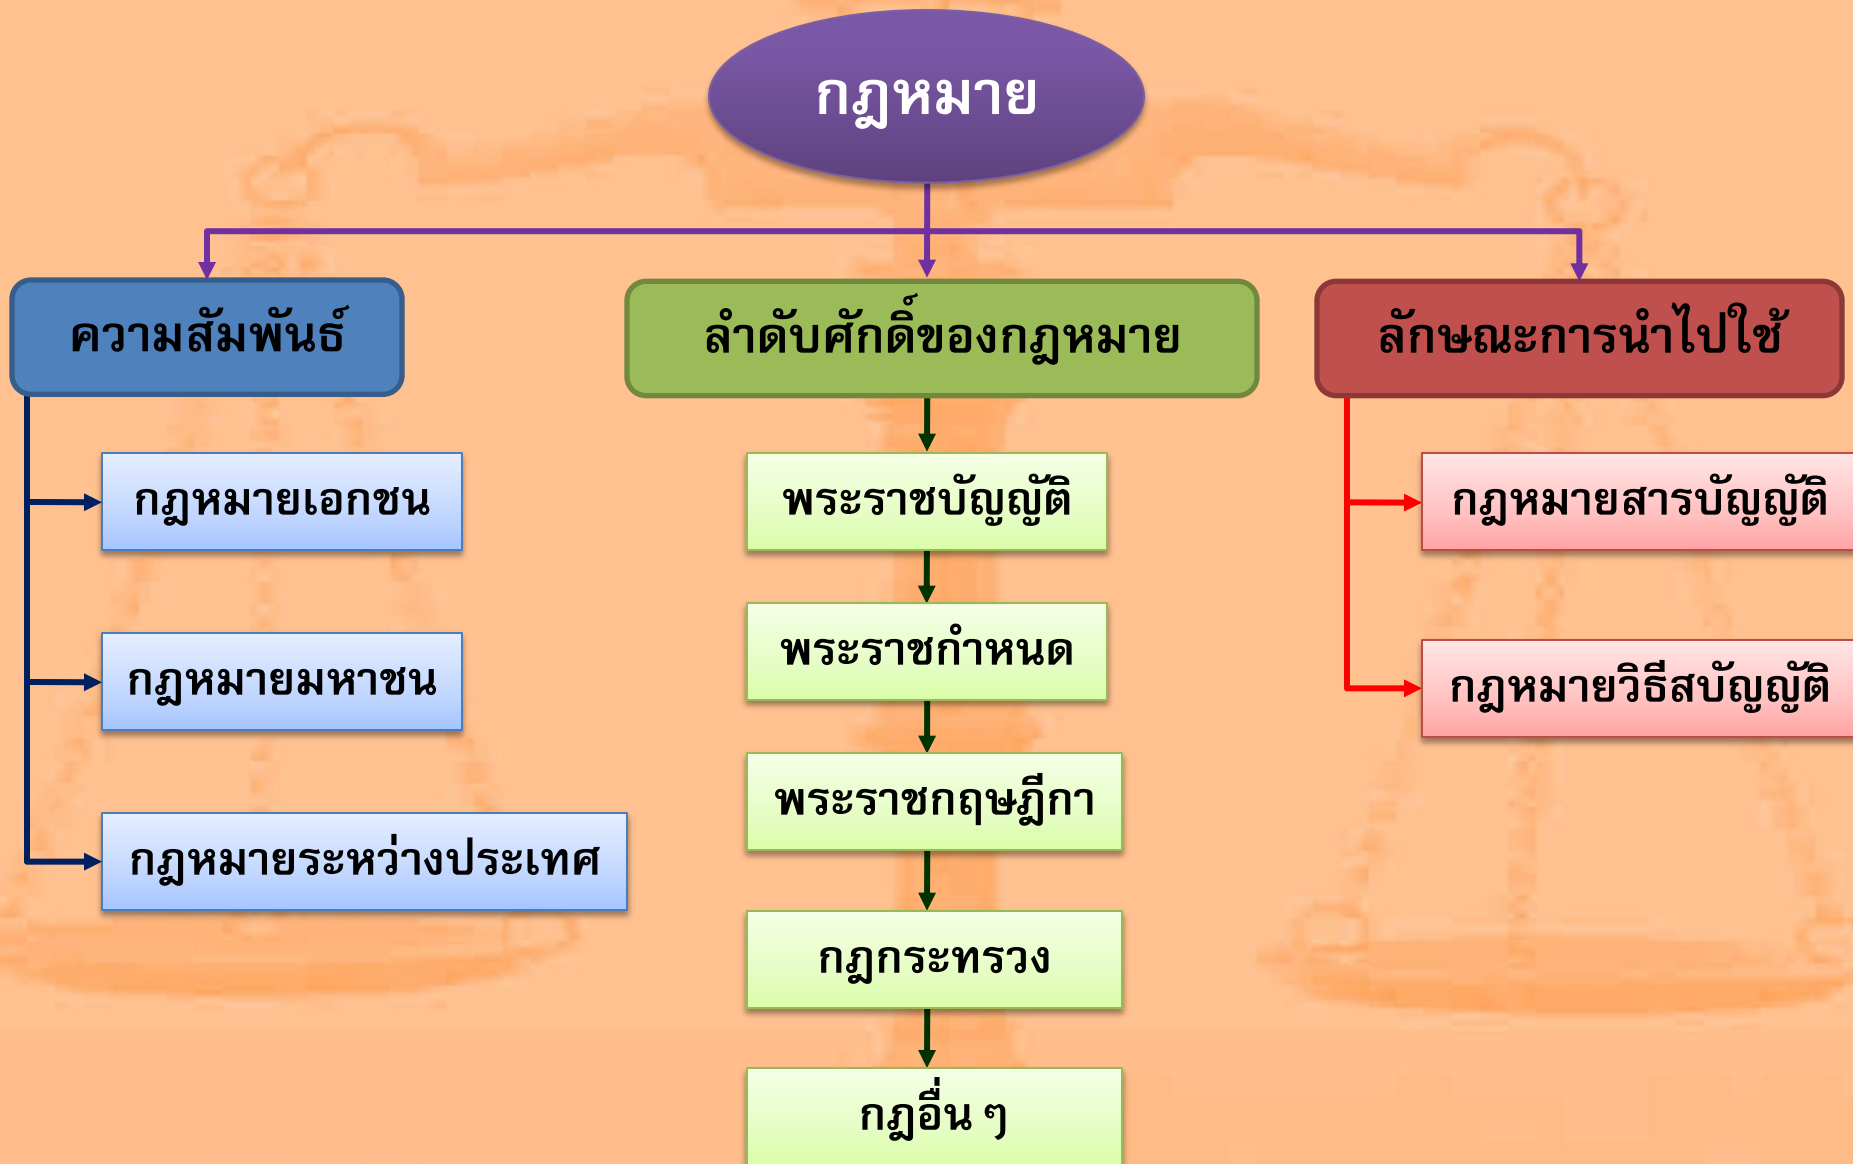 กฎหมาย
ความสัมพันธ์
ลำดับศักดิ์ของกฎหมาย
ลักษณะการนำไปใช้
กฎหมายเอกชน
กฎหมายมหาชน
กฎหมายระหว่างประเทศ
พระราชบัญญัติ
พระราชกำหนด
พระราชกฤษฎีกา
กฎกระทรวง
กฎอื่น ๆ
กฎหมายสารบัญญัติ
กฎหมายวิธีสบัญญัติ